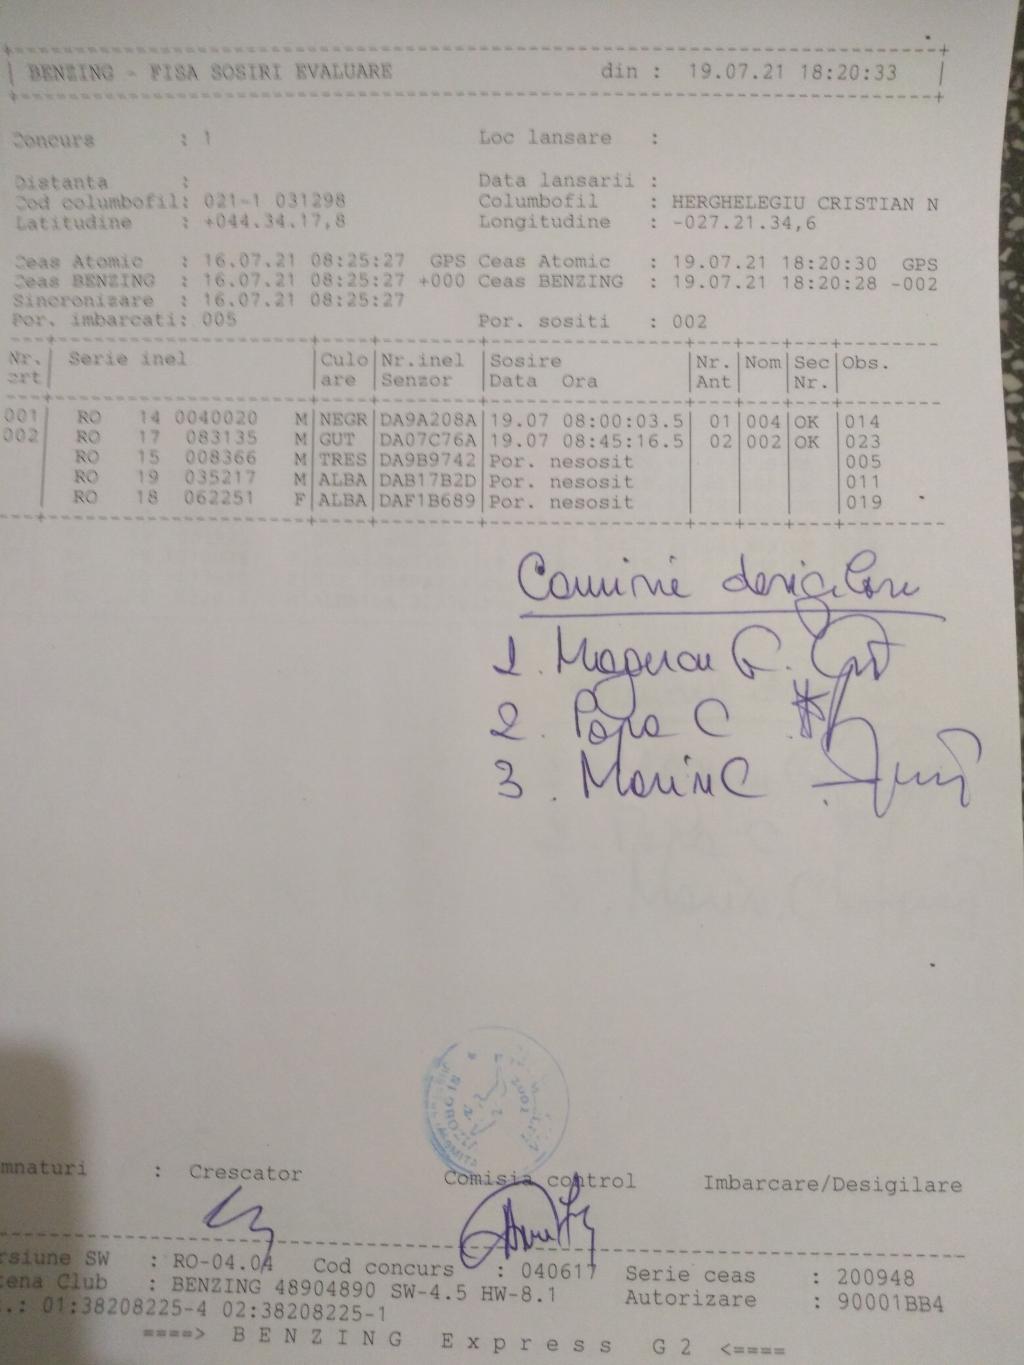 BENZING - FISA SOSIRI EVALUARE din : 19.07.21 18:20:33
Concurs : 1 Loc lansare :
Distanta : Data lansarii :
Cod columbofil: 021-1 031298 Columbofil : HERGHELEGIU CRISTIAN N
Latitudine : +044.34.17,8 Longitudine : -027.21.34,6
Ceas Atomic : 16.07.21 08:25:27 GPS Ceas Atomic : 19.07.21 18:20:30 GPS
Ceas BENZING : 16.07.21 08:25:27 +000 Ceas BENZING : 19.07.21 18:20:28 -002
Sincronizare : 16.07.21 08:25:27
Por. imbarcati: 005 Por. sositi : 002
Nr. Serie inel Culo Nr.inel Sosire Nr. Nom Sec Obs.
crt are Senzor Data Ora Ant Nr.
001 RO 14 0040020 M NEGR DA9A208A 19.07 08:00:03.5 01 004 OK 014
002 RO 17 083135 M GUT DA07C76A 19.07 08:45:16.5 02 002 OK 023
RO 15 008366 M TRES DA9B9742 Por. nesosit 005
RO 19 035217 M ALBA DAB17B2D Por. nesosit 011
RO 18 062251 F ALBA DAF1B689 Por. nesosit 019
1.
2. Popa C
3. Marin C
mnaturi : Crescator Comisia control Imbarcare/Desigilare
rsiune SW : RO-04.04 Cod concurs : 040617 Serie ceas : 200948
tena Club : BENZING 48904890 SW-4.5 HW-8.1 Autorizare : 90001BB4
.: 01:38208225-4 02:38208225-1
====> B E N Z I N G E x p r e s s G 2 <====